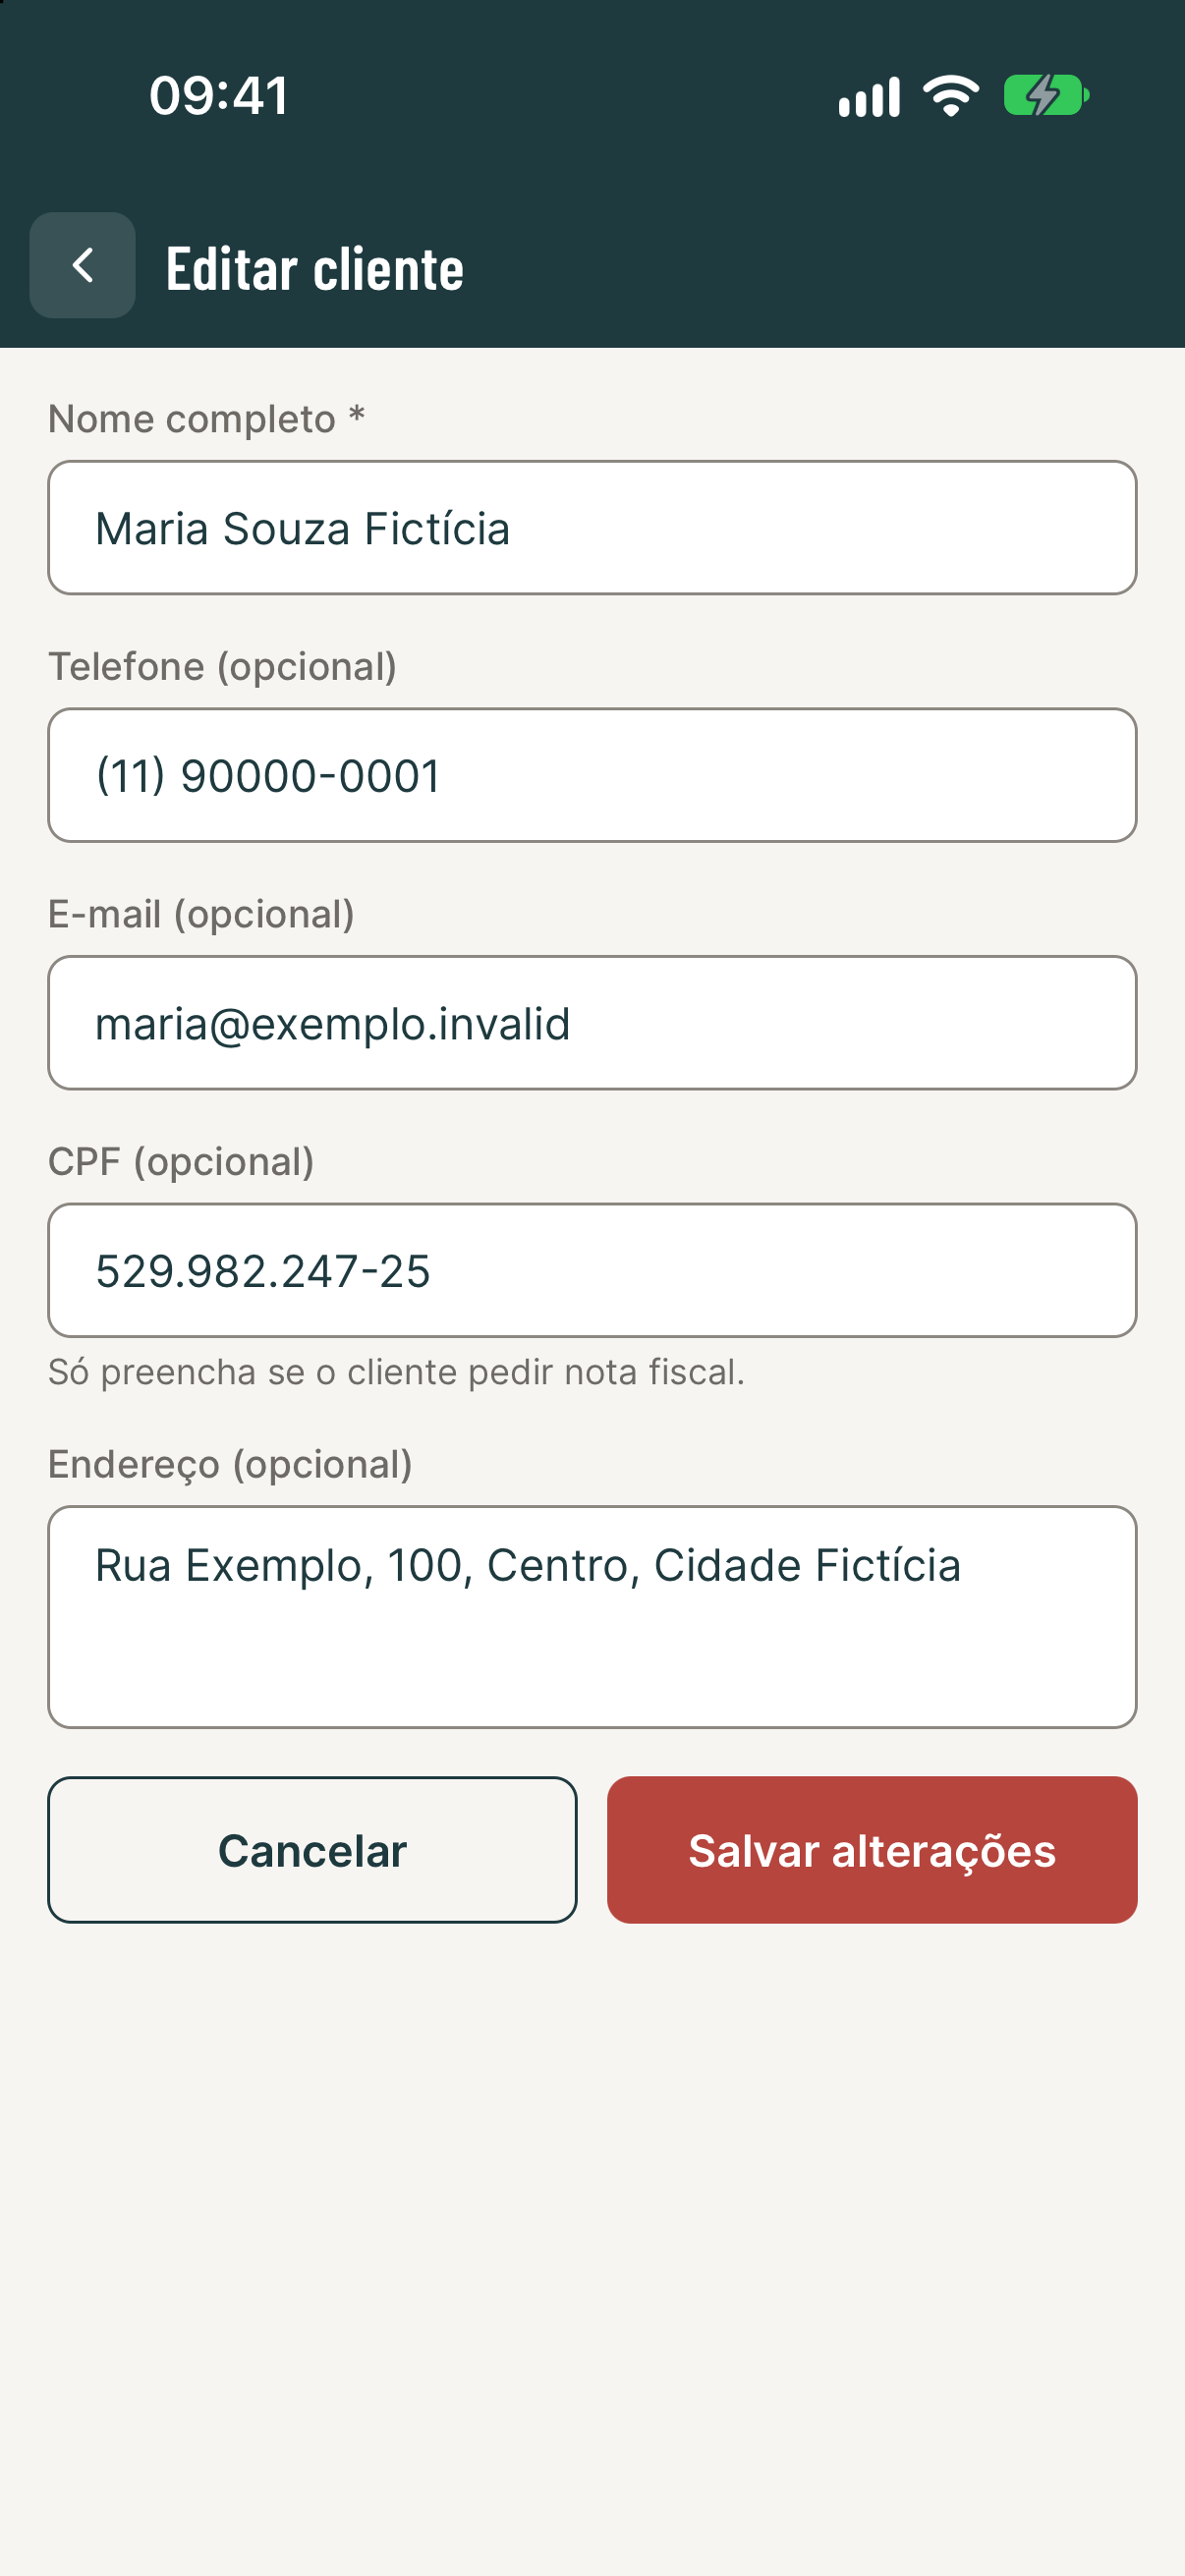 09:41
Editar cliente
Nome completo *
Maria Souza Fictícia
Telefone (opcional)
(11) 90000-0001
E-mail (opcional)
maria@exemplo.invalid
CPF (opcional)
529.982.247-25
Só preencha se o cliente pedir nota fiscal.
Endereço (opcional)
Rua Exemplo, 100, Centro, Cidade Fictícia
Cancelar
Salvar alterações